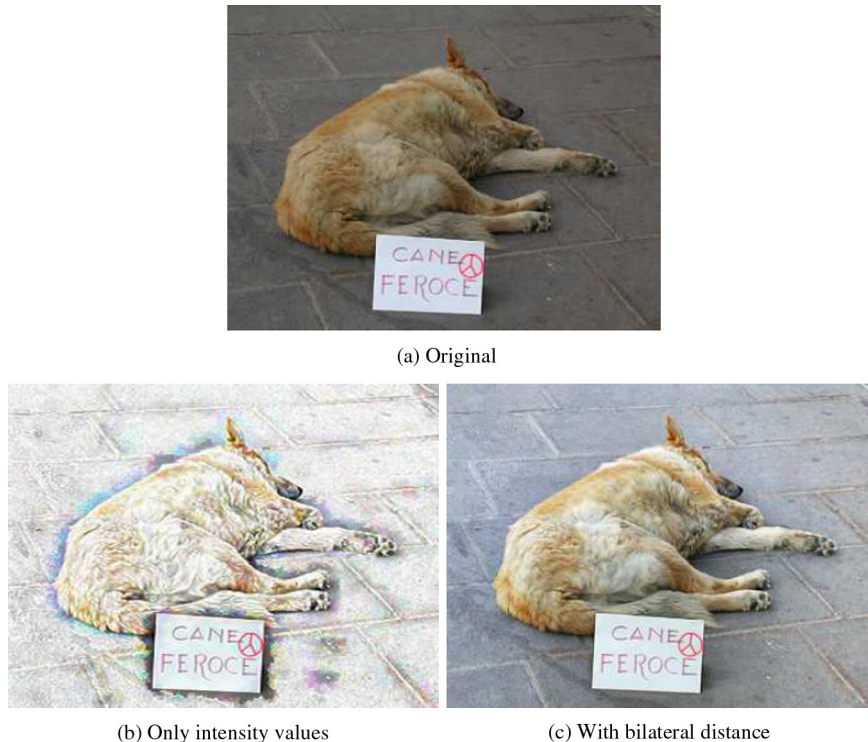 CANE
FEROCE
(a) Original
CANE
FEROCE
CANE
FEROCE
(b) Only intensity values
(c) With bilateral distance